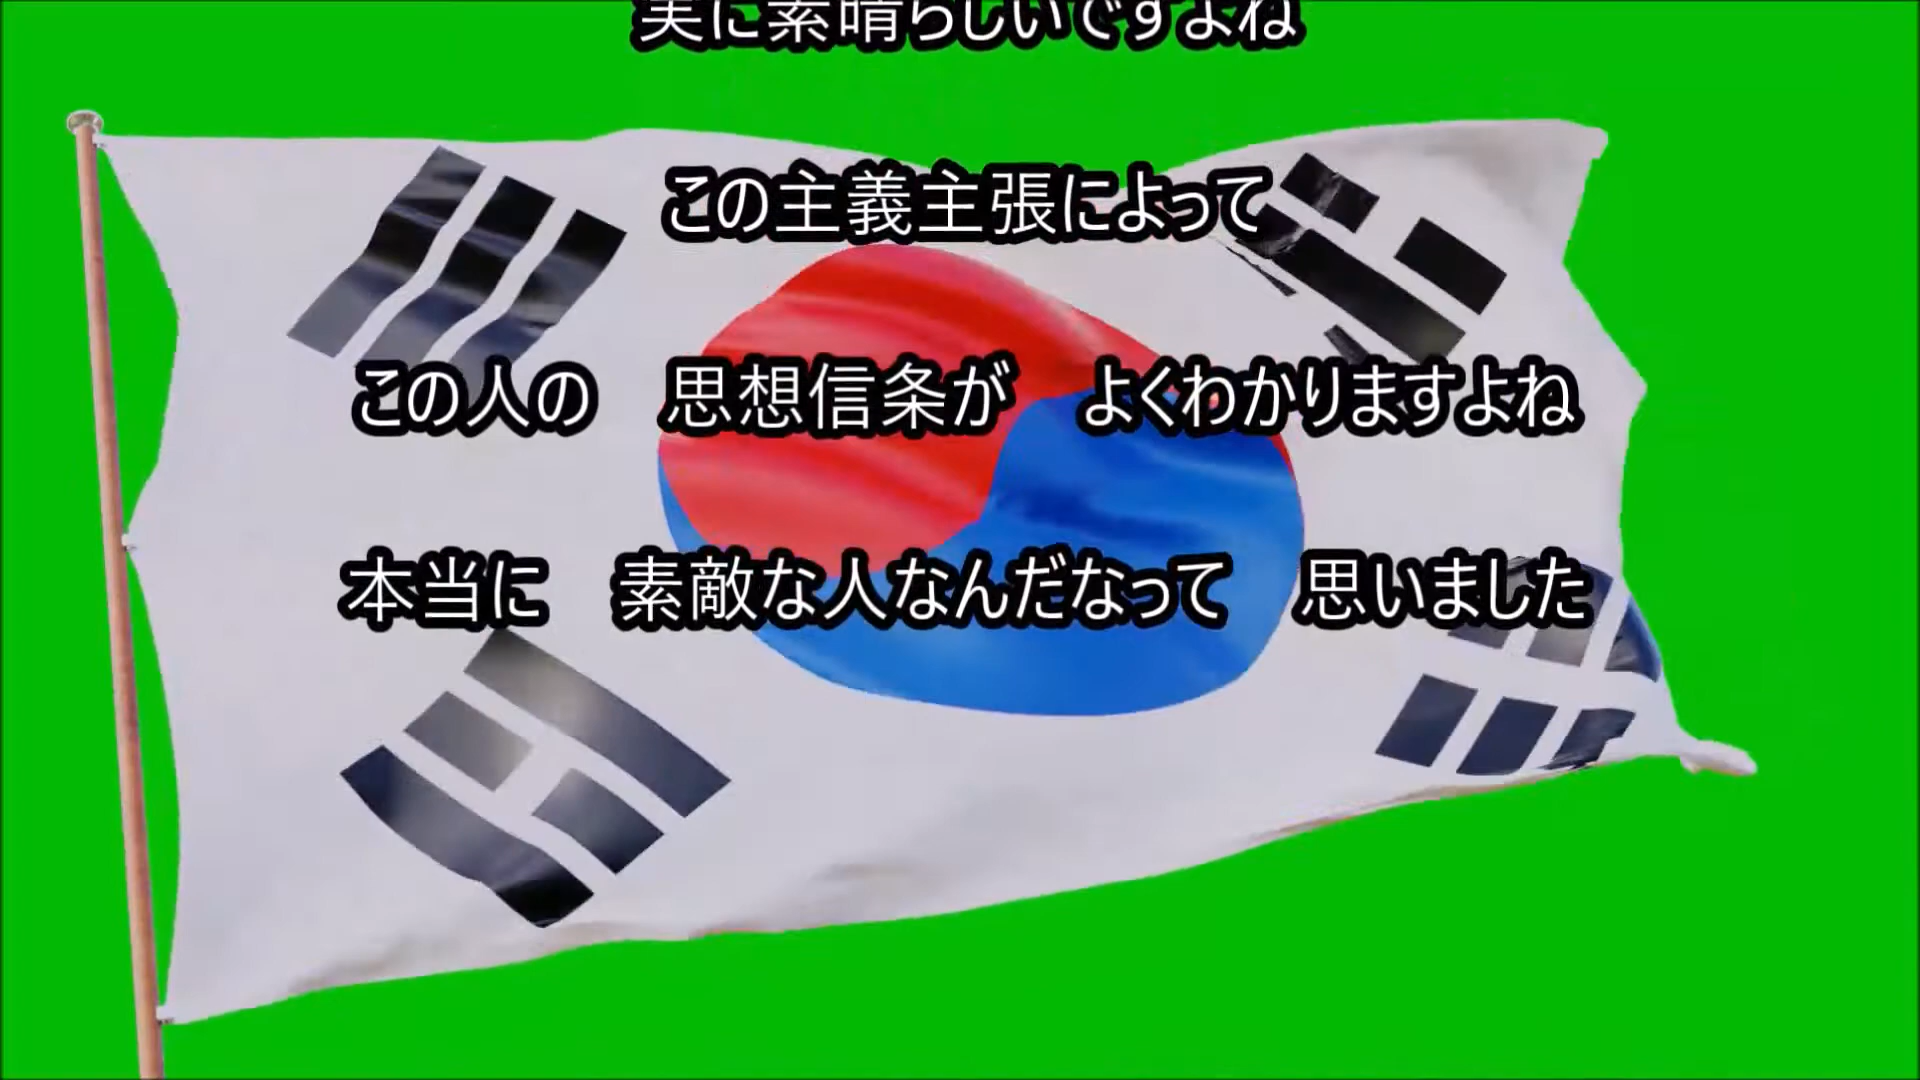 実に素晴らしいですよね
この主義主張によって
この人の 思想信条が よくわかりますよね
本当に 素敵な人なんだなって 思いました